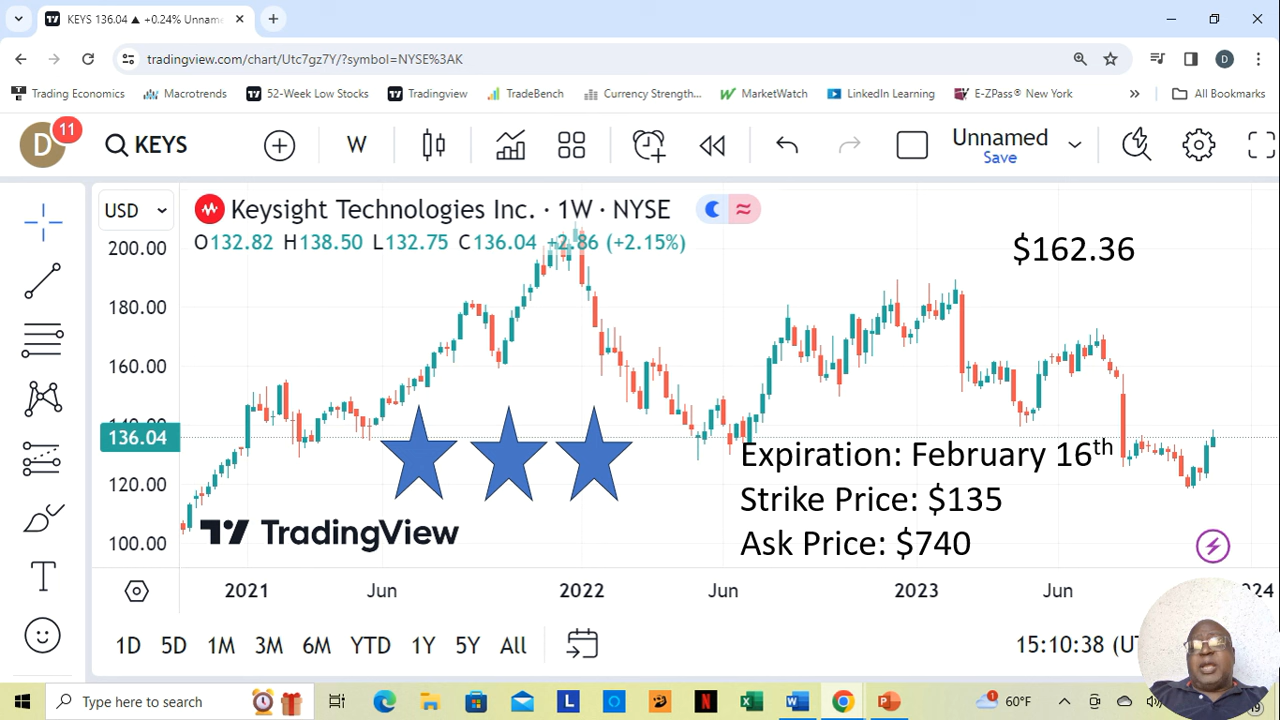 KEYS 136.04 ▲ +0.24% Unname
tradingview.com/chart/Utc7gz7Y/?symbol=NYSE%3AK
D
Trading Economics
Macrotrends
52-Week Low Stocks
Tradingview
TradeBench
Currency Strength...
MarketWatch
LinkedIn Learning
E-ZPass® New York
All Bookmarks
D
11
KEYS
W
Unnamed
Save
USD
Keysight Technologies Inc. · 1W · NYSE
O132.82 H138.50 L132.75 C136.04 +2.86 (+2.15%)
$162.36
200.00
180.00
160.00
140.00
136.04
120.00
100.00
Expiration: February 16th
Strike Price: $135
Ask Price: $740
TradingView
2021 Jun 2022 Jun 2023 Jun 2024
1D 5D 1M 3M 6M YTD 1Y 5Y All
15:10:38 (UT
Type here to search
L
N
1
60°F